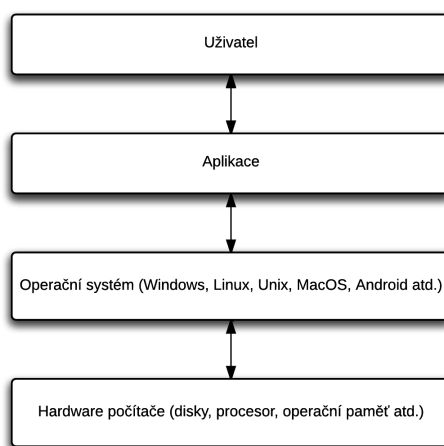 Uživatel
Aplikace
Operační systém (Windows, Linux, Unix, MacOS, Android atd.)
Hardware počítače (disky, procesor, operační paměť atd.)